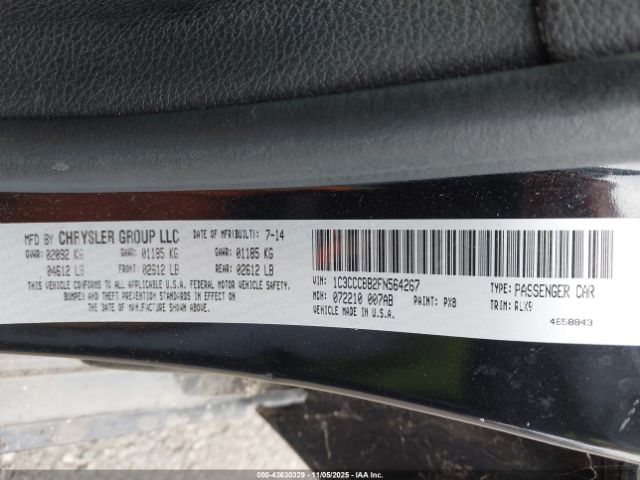 MFD BY CHRYSLER GROUP LLC DATE OF MFR(BUILT): 7-14
GVWR: 02092 KG GAWR: 01185 KG GAWR: 01185 KG
04612 LB FRONT: 02612 LB REAR: 02612 LB
THIS VEHICLE CONFORMS TO ALL APPLICABLE U.S.A. FEDERAL MOTOR VEHICLE SAFETY,
BUMPER AND THEFT PREVENTION STANDARDS IN EFFECT ON
THE DATE OF MANUFACTURE SHOWN ABOVE.
VIN: 1C3CCCBB2FN564267 TYPE: PASSENGER CAR
MDH: 072210 007AB PAINT: PX8 TRIM: RLX9
VEHICLE MADE IN U.S.A.
4658843
00-43630329 | 11/05/2025 | Copart/IAA